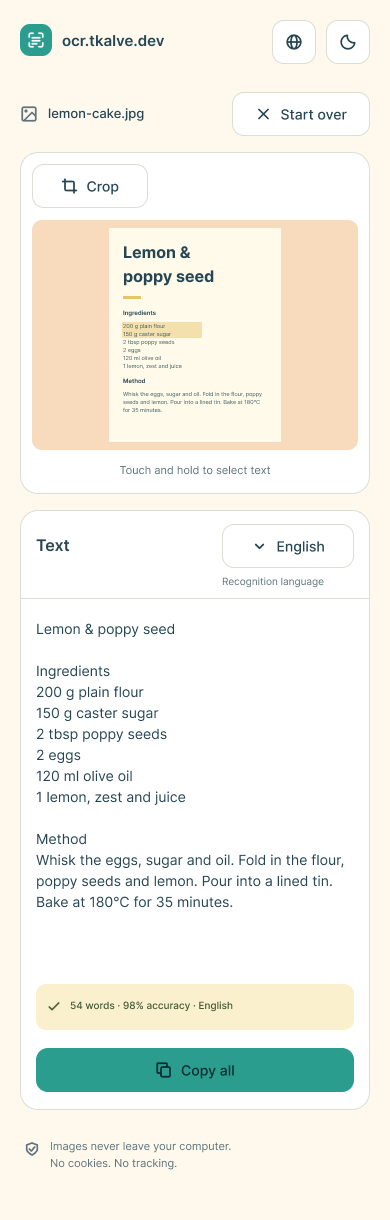 ocr.tkalve.dev
lemon-cake.jpg
Start over
Crop
Lemon &
poppy seed
Ingredients
200 g plain flour
150 g caster sugar
2 tbsp poppy seeds
2 eggs
120 ml olive oil
1 lemon, zest and juice
Method
Whisk the eggs, sugar and oil. Fold in the flour, poppy
seeds and lemon. Pour into a lined tin. Bake at 180°C
for 35 minutes.
Touch and hold to select text
Text
English
Recognition language
Lemon & poppy seed
Ingredients
200 g plain flour
150 g caster sugar
2 tbsp poppy seeds
2 eggs
120 ml olive oil
1 lemon, zest and juice
Method
Whisk the eggs, sugar and oil. Fold in the flour,
poppy seeds and lemon. Pour into a lined tin.
Bake at 180°C for 35 minutes.
54 words · 98% accuracy · English
Copy all
Images never leave your computer.
No cookies. No tracking.